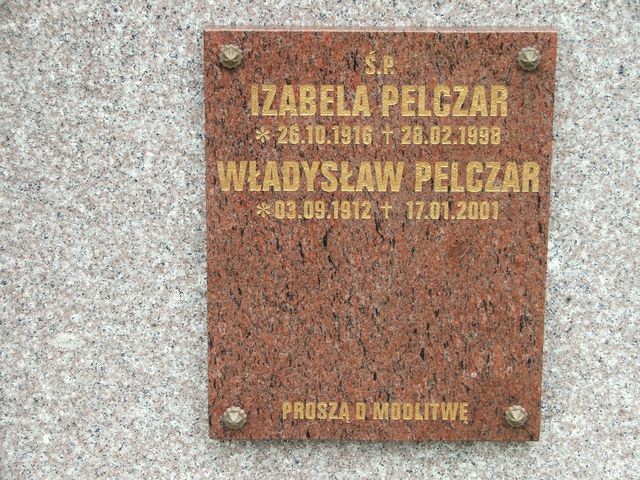 Ś.P.
IZABELA PELCZAR
* 26.10.1916 † 28.02.1998
WŁADYSŁAW PELCZAR
* 03.09.1912 † 17.01.2001
PROSZĄ O MODLITWĘ